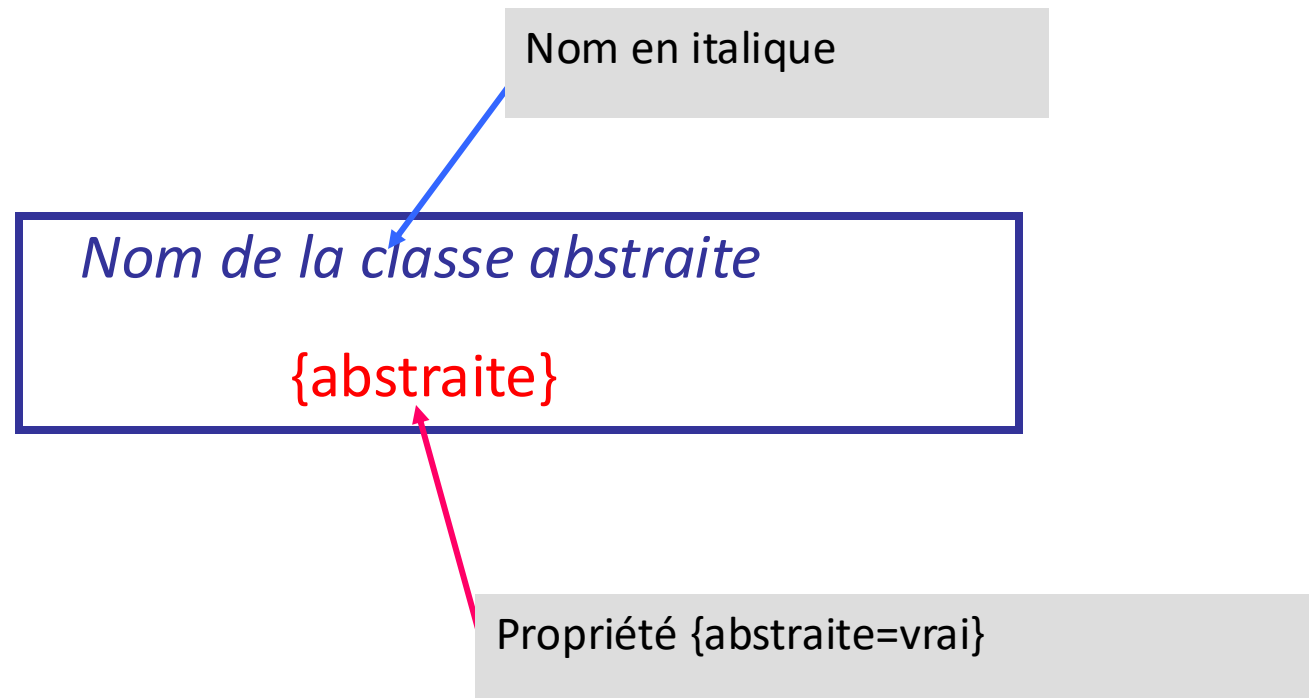 Nom en italique
Nom de la classe abstraite
{abstraite}
Propriété {abstraite=vrai}